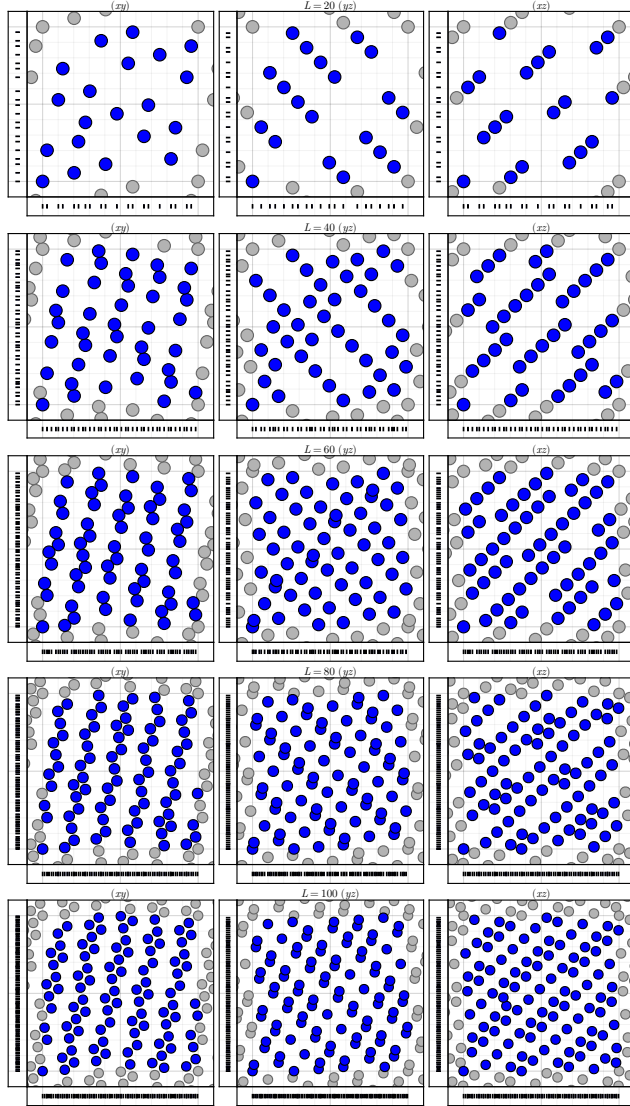 (xy) L = 20 (yz) (xz)
(xy) L = 40 (yz) (xz)
(xy) L = 60 (yz) (xz)
(xy) L = 80 (yz) (xz)
(xy) L = 100 (yz) (xz)